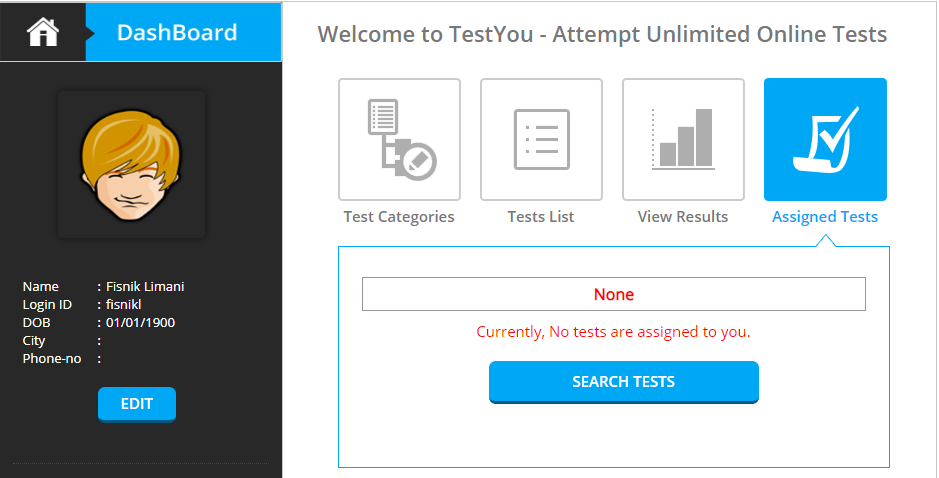 DashBoard
Welcome to TestYou - Attempt Unlimited Online Tests
Test Categories
Tests List
View Results
Assigned Tests
Name : Fisnik Limani
Login ID : fisnikl
DOB : 01/01/1900
City :
Phone-no :
EDIT
None
Currently, No tests are assigned to you.
SEARCH TESTS